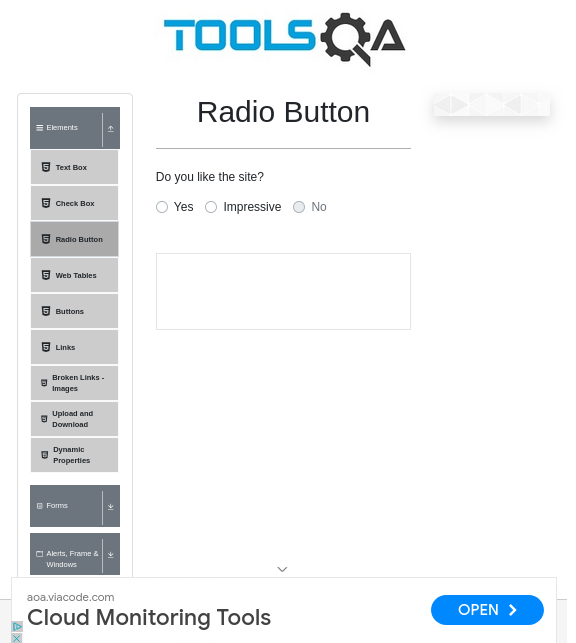 TOOLSQA
Radio Button
Elements
Text Box
Check Box
Radio Button
Web Tables
Buttons
Links
Broken Links -
Images
Upload and
Download
Dynamic
Properties
Forms
Alerts, Frame &
Windows
Do you like the site?
Yes Impressive No
aoa.viacode.com
Cloud Monitoring Tools
OPEN